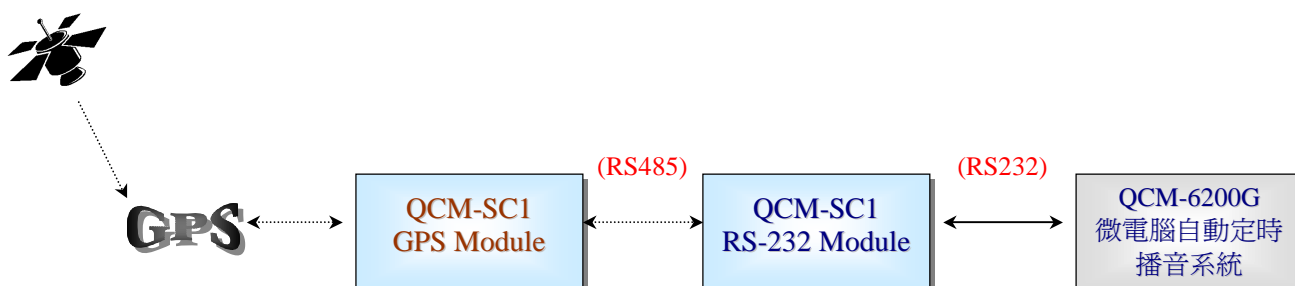 (RS485)
(RS232)
GPS
QCM-SC1
GPS Module
QCM-SC1
RS-232 Module
QCM-6200G
微電腦自動定時
播音系統